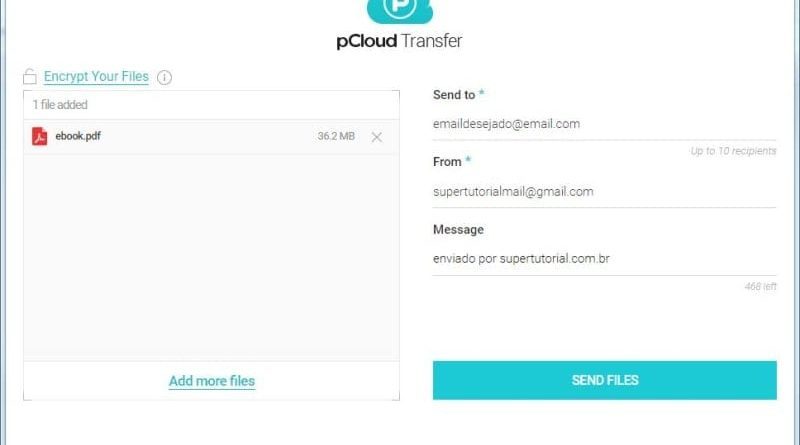 pCloud Transfer
Encrypt Your Files
1 file added
ebook.pdf 36.2 MB
Add more files
Send to *
emaildesejado@email.com
Up to 10 recipients
From *
supertutorialmail@gmail.com
Message
enviado por supertutorial.com.br
468 left
SEND FILES